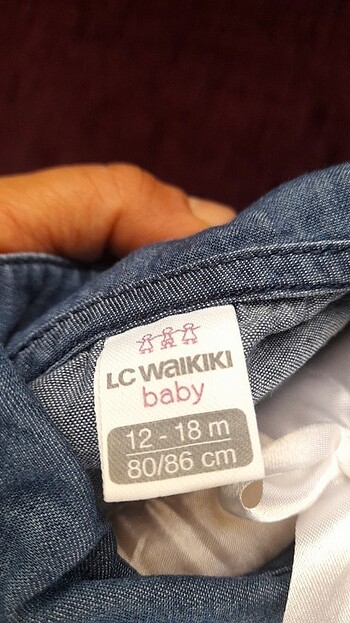 LC WAIKIKI
baby
12 - 18 m
80/86 cm